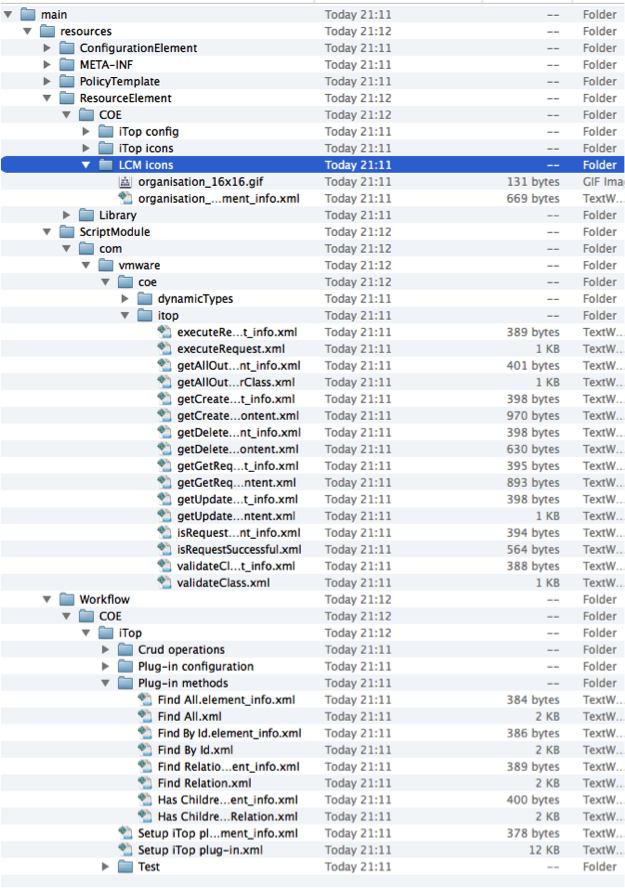 main Today 21:11 -- Folder
resources Today 21:12 -- Folder
ConfigurationElement Today 21:11 -- Folder
META-INF Today 21:11 -- Folder
PolicyTemplate Today 21:11 -- Folder
ResourceElement Today 21:12 -- Folder
COE Today 21:12 -- Folder
iTop config Today 21:11 -- Folder
iTop icons Today 21:11 -- Folder
LCM icons Today 21:11 -- Folder
organisation_16x16.gif Today 21:11 131 bytes GIF Ima
organisation_...ment_info.xml Today 21:11 669 bytes TextW...
Library Today 21:11 -- Folder
ScriptModule Today 21:12 -- Folder
com Today 21:12 -- Folder
vmware Today 21:12 -- Folder
coe Today 21:12 -- Folder
dynamicTypes Today 21:11 -- Folder
itop Today 21:11 -- Folder
executeRe...t_info.xml Today 21:11 389 bytes TextW...
executeRequest.xml Today 21:11 1 KB TextW...
getAllOut...nt_info.xml Today 21:11 401 bytes TextW...
getAllOut...rClass.xml Today 21:11 1 KB TextW...
getCreate...t_info.xml Today 21:11 398 bytes TextW...
getCreate...ontent.xml Today 21:11 970 bytes TextW...
getDelete...nt_info.xml Today 21:11 398 bytes TextW...
getDelete...ontent.xml Today 21:11 630 bytes TextW...
getGetReq...t_info.xml Today 21:11 395 bytes TextW...
getGetReq...ntent.xml Today 21:11 893 bytes TextW...
getUpdate...t_info.xml Today 21:11 398 bytes TextW...
getUpdate...ntent.xml Today 21:11 1 KB TextW...
isRequest...nt_info.xml Today 21:11 394 bytes TextW...
isRequestSuccessful.xml Today 21:11 564 bytes TextW...
validateCl...t_info.xml Today 21:11 388 bytes TextW...
validateClass.xml Today 21:11 1 KB TextW...
Workflow Today 21:12 -- Folder
COE Today 21:12 -- Folder
iTop Today 21:12 -- Folder
Crud operations Today 21:11 -- Folder
Plug-in configuration Today 21:11 -- Folder
Plug-in methods Today 21:11 -- Folder
Find All.element_info.xml Today 21:11 384 bytes TextW...
Find All.xml Today 21:11 2 KB TextW...
Find By Id.element_info.xml Today 21:11 386 bytes TextW...
Find By Id.xml Today 21:11 2 KB TextW...
Find Relatio...ent_info.xml Today 21:11 389 bytes TextW...
Find Relation.xml Today 21:11 2 KB TextW...
Has Childre...ent_info.xml Today 21:11 400 bytes TextW...
Has Childre...Relation.xml Today 21:11 2 KB TextW...
Setup iTop pl...ment_info.xml Today 21:11 378 bytes TextW...
Setup iTop plug-in.xml Today 21:11 12 KB TextW...
Test Today 21:11 -- Folder